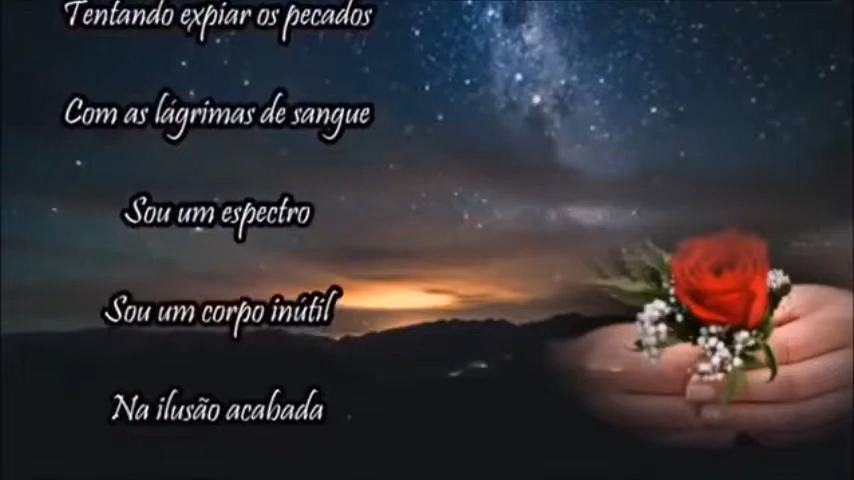 Tentando expiar os pecados
Com as lágrimas de sangue
Sou um espectro
Sou um corpo inútil
Na ilusão acabada